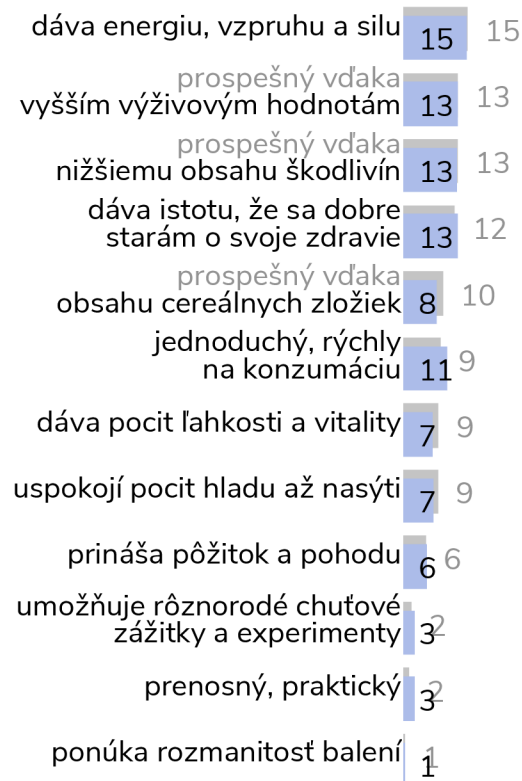 dáva energiu, vzpruhu a silu 15 15
prospešný vďaka
vyšším výživovým hodnotám 13 13
prospešný vďaka
nižšiemu obsahu škodlivín 13 13
dáva istotu, že sa dobre
starám o svoje zdravie 13 12
prospešný vďaka
obsahu cereálnych zložiek 8 10
jednoduchý, rýchly
na konzumáciu 11 9
dáva pocit ľahkosti a vitality 7 9
uspokojí pocit hladu až nasýti 7 9
prináša pôžitok a pohodu 6 6
umožňuje rôznorodé chuťové
zážitky a experimenty 3 2
prenosný, praktický 3 2
ponúka rozmanitosť balení 1 1